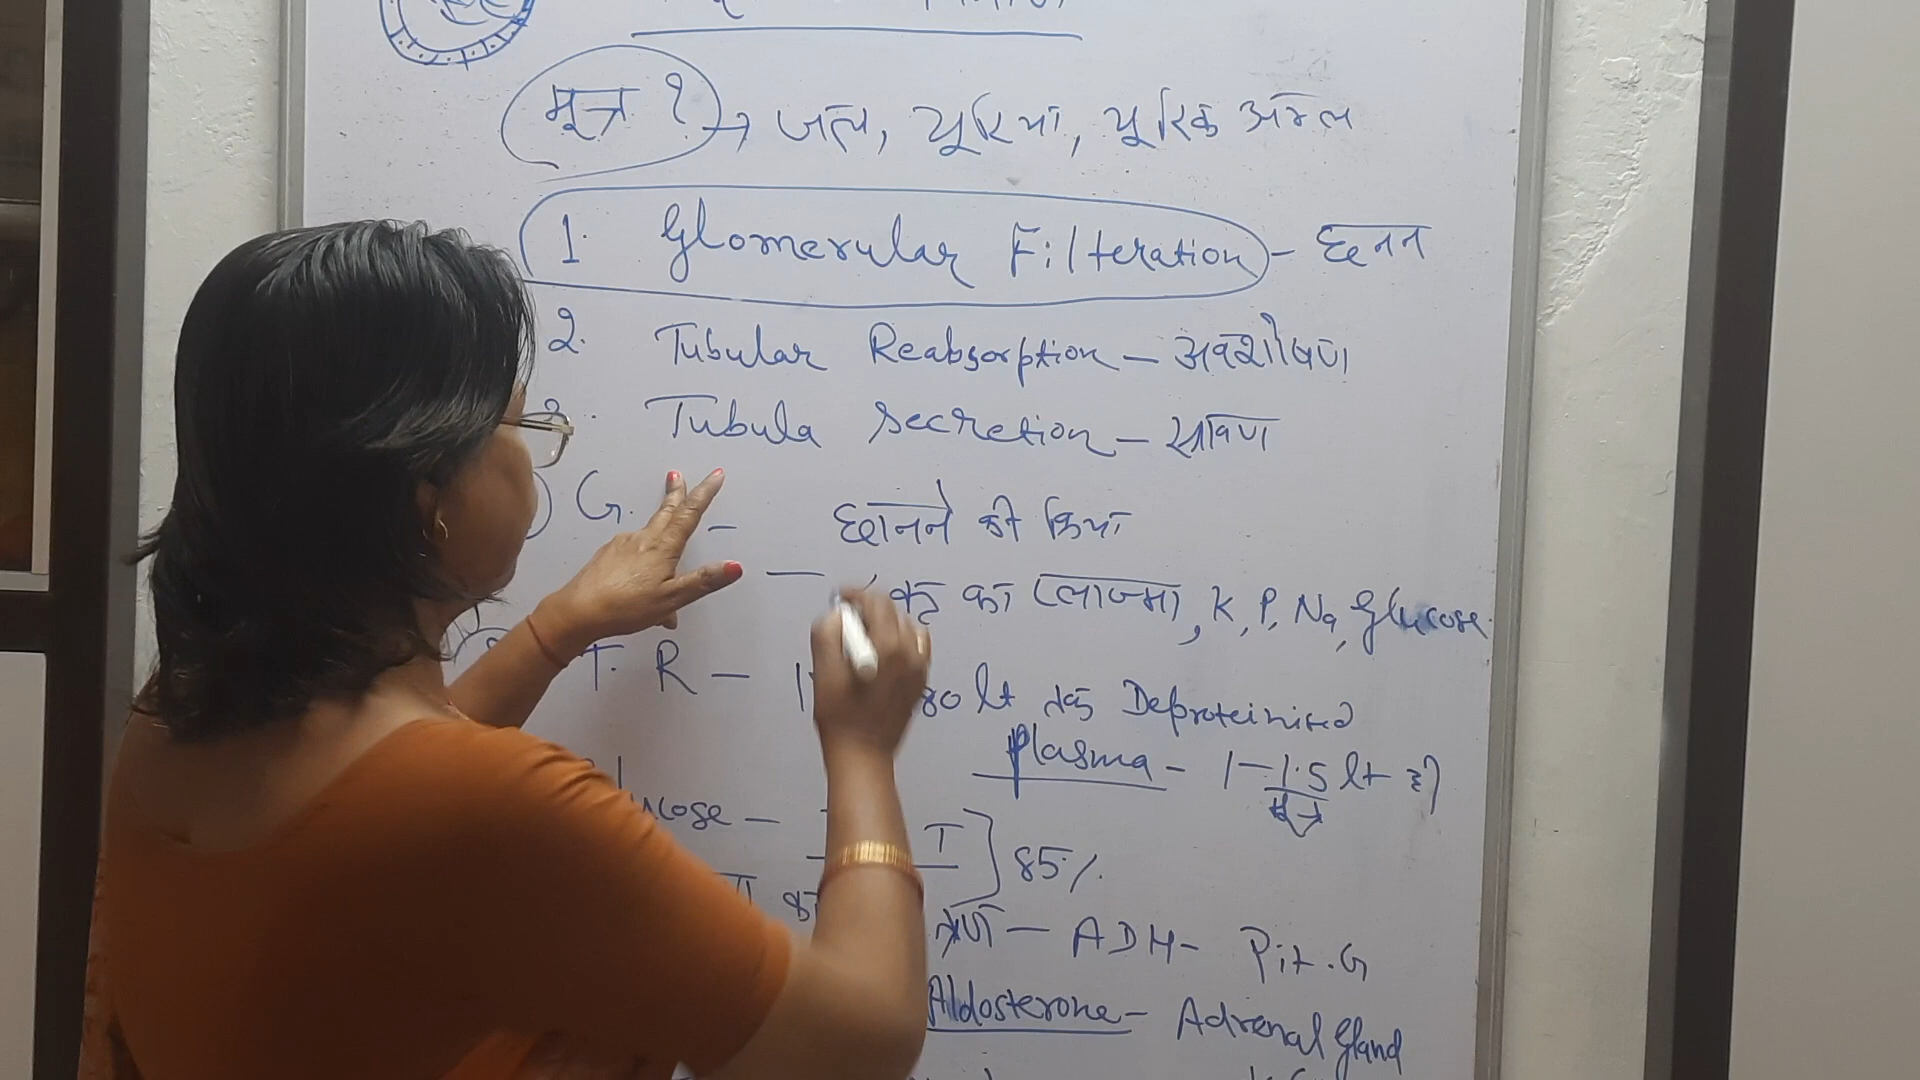 मूत्र ? → जल, यूरिया, यूरिक अम्ल
1. Glomerular Filteration - छनन
2. Tubular Reabsorption - अवशोषण
Tubula Secretion - स्रावण
G. - छानने की क्रिया
का प्लाज्मा, K, P, Na, Glucose.
T. R - 80 lt तक Deproteinised
Plasma - 1-1.5 lt
मूत्र
T ] 85%
ADH - Pit. G
Aldosterone - Adrenal Gland